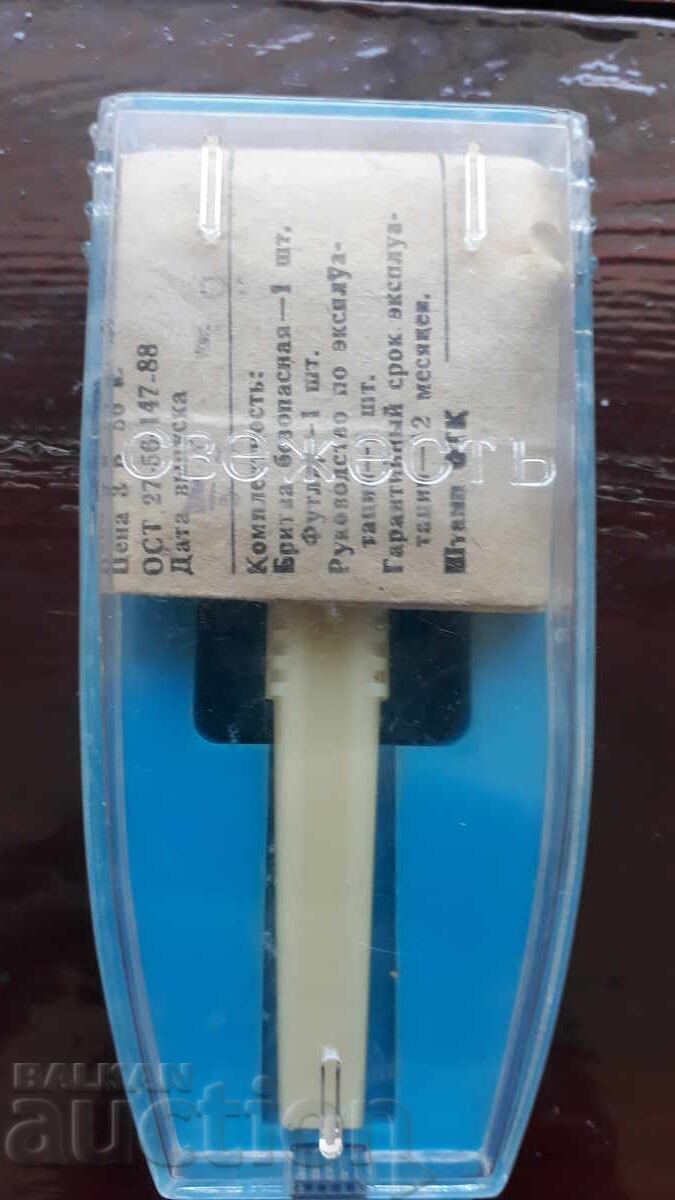 Цена 3 р. 50 к.
ОСТ 27-56-147-88
Дата выпуска
Комплектность:
Бритва безопасная—1 шт.
Футляр—1 шт.
Руководство по эксплуа-
тации—1 шт.
Гарантийный срок эксплуа-
тации—12 месяцев.
Штамп ОТК
свежесть
BALKAN
auction